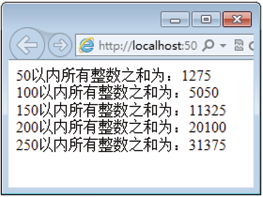 http://localhost:50
50以内所有整数之和为：1275
100以内所有整数之和为：5050
150以内所有整数之和为：11325
200以内所有整数之和为：20100
250以内所有整数之和为：31375